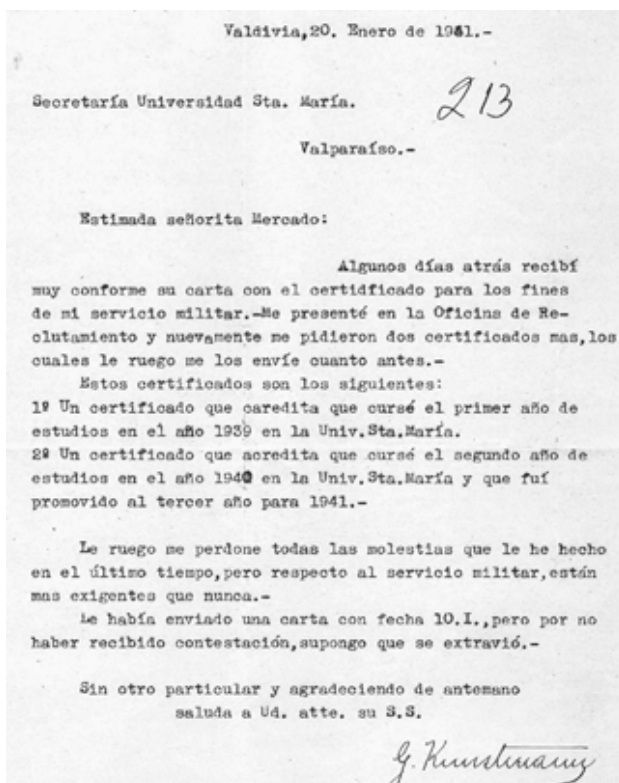 Valdivia,20. Enero de 1941.-
213
Secretaría Universidad Sta. María.
Valparaíso.-
Estimada señorita Mercado:
Algunos días atrás recibí
muy conforme su carta con el certidficado para los fines
de mi servicio militar.-Me presenté en la Oficina de Re-
clutamiento y nuevamente me pidieron dos certificados mas,los
cuales le ruego me los envíe cuanto antes.-
Estos certificados son los siguientes:
1º Un certificado que caredita que cursé el primer año de
estudios en el año 1939 en la Univ.Sta.María.
2º Un certificado que acredita que cursé el segundo año de
estudios en el año 1940 en la Univ.Sta.María y que fuí
promovido al tercer año para 1941.-
Le ruego me perdone todas las molestias que le he hecho
en el último tiempo,pero respecto al servicio militar,están
mas exigentes que nunca.-
Le había enviado una carta con fecha 10.I.,pero por no
haber recibido contestación,supongo que se extravió.-
Sin otro particular y agradeciendo de antemano
saluda a Ud. atte. su S.S.
G. Kunstmann